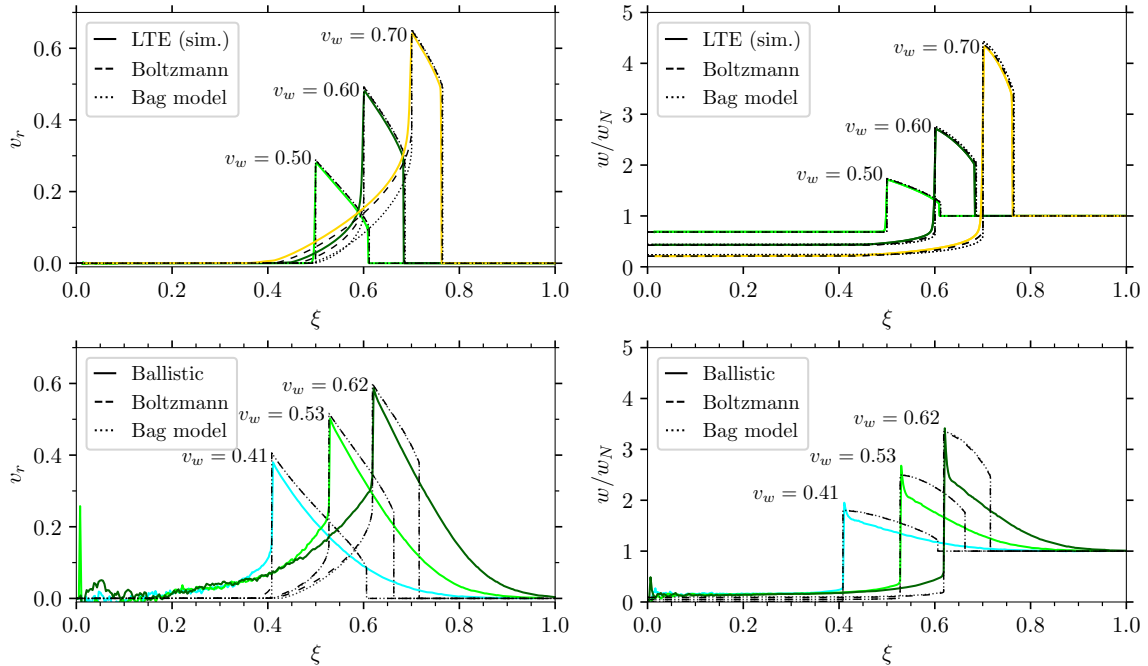 LTE (sim.)
Boltzmann
Bag model
v_w = 0.70
v_w = 0.60
v_w = 0.50
v_r
0.6
0.4
0.2
0.0
0.0 0.2 0.4 0.6 0.8 1.0
ξ
LTE (sim.)
Boltzmann
Bag model
v_w = 0.70
v_w = 0.60
v_w = 0.50
w/w_N
5
4
3
2
1
0
0.0 0.2 0.4 0.6 0.8 1.0
ξ
Ballistic
Boltzmann
Bag model
v_w = 0.62
v_w = 0.53
v_w = 0.41
v_r
0.6
0.4
0.2
0.0
0.0 0.2 0.4 0.6 0.8 1.0
ξ
Ballistic
Boltzmann
Bag model
v_w = 0.62
v_w = 0.53
v_w = 0.41
w/w_N
5
4
3
2
1
0
0.0 0.2 0.4 0.6 0.8 1.0
ξ